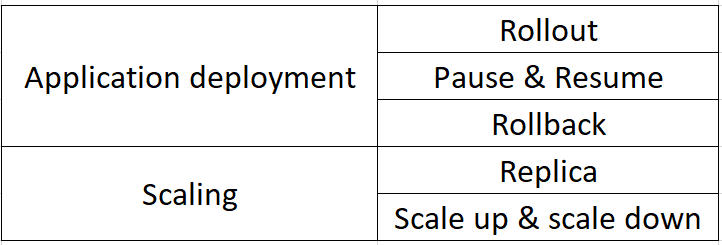 Application deployment
Rollout
Pause & Resume
Rollback
Scaling
Replica
Scale up & scale down